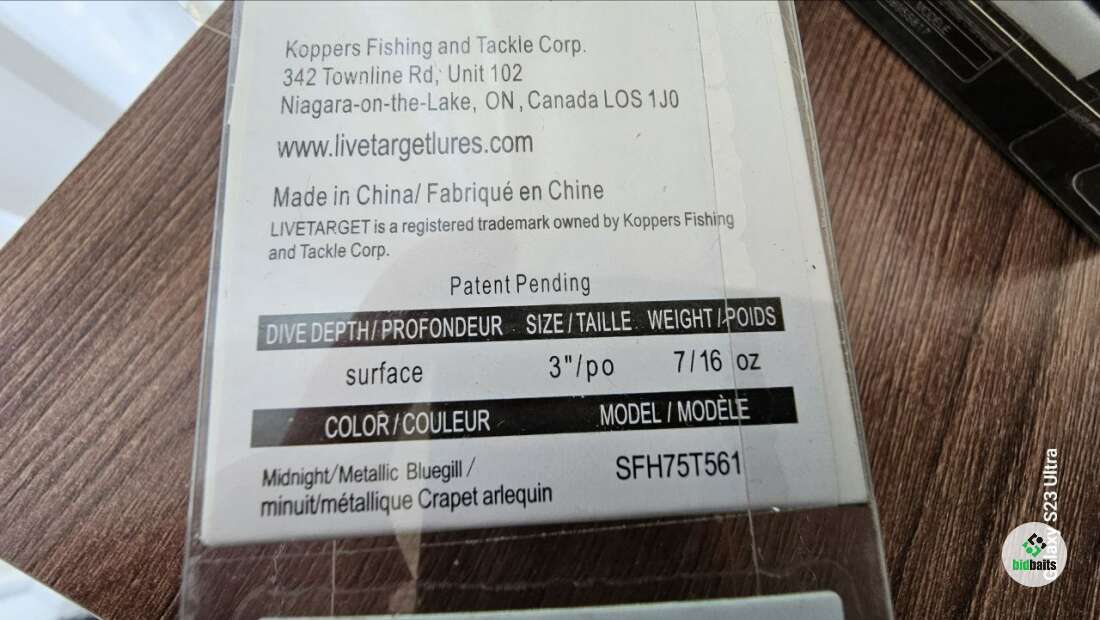 Koppers Fishing and Tackle Corp.
342 Townline Rd, Unit 102
Niagara-on-the-Lake, ON, Canada LOS 1J0
www.livetargetlures.com
Made in China/ Fabriqué en Chine
LIVETARGET is a registered trademark owned by Koppers Fishing
and Tackle Corp.
Patent Pending
DIVE DEPTH / PROFONDEUR SIZE / TAILLE WEIGHT / POIDS
surface 3"/po 7/16 oz
COLOR / COULEUR MODEL / MODÈLE
Midnight/Metallic Bluegill / SFH75T561
minuit/métallique Crapet arlequin
Galaxy S23 Ultra
bidbaits